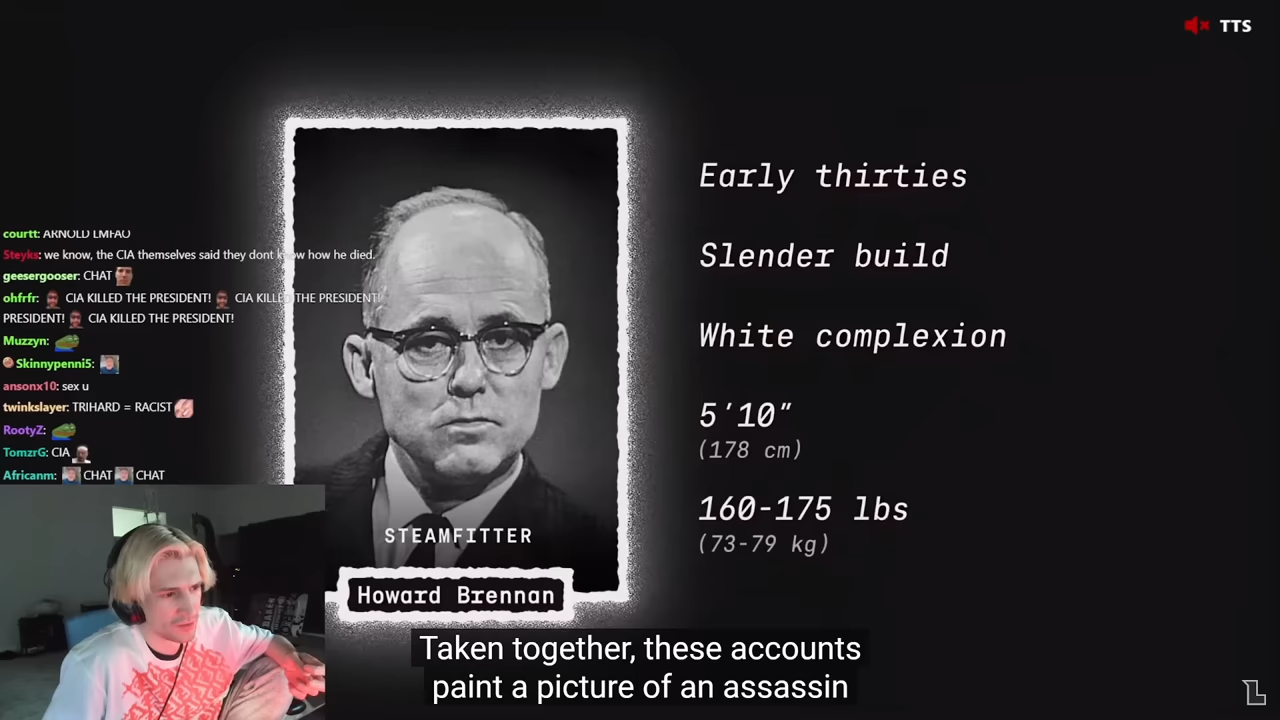 TTS
Early thirties
Slender build
White complexion
5'10"
(178 cm)
160-175 lbs
(73-79 kg)
courtt: ARNOLD LMFAO
Steyks: we know, the CIA themselves said they dont know how he died.
geesergooser: CHAT
ohfrfr: CIA KILLED THE PRESIDENT! CIA KILLED THE PRESIDENT!
PRESIDENT! CIA KILLED THE PRESIDENT!
Muzzyn:
Skinnypenni5:
ansonx10: sex u
twinkslayer: TRIHARD = RACIST
RootyZ:
TomzrG: CIA
Africanm: CHAT CHAT
STEAMFITTER
Howard Brennan
Taken together, these accounts
paint a picture of an assassin